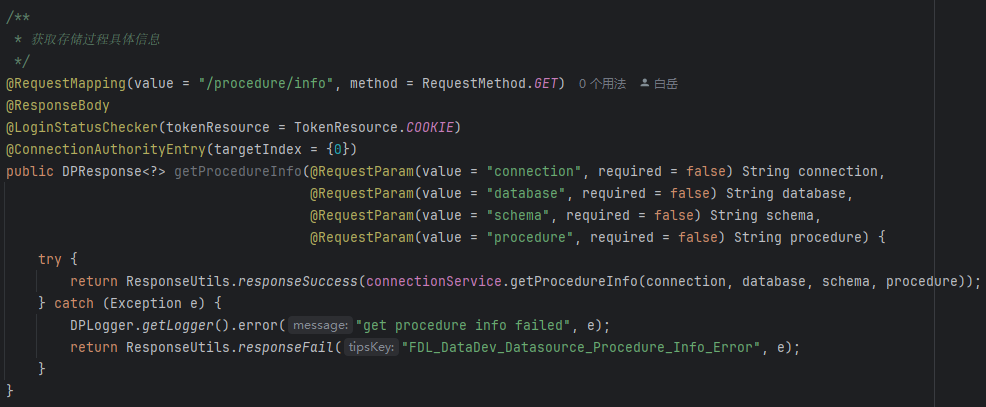 /**
 * 获取存储过程具体信息
 */
@RequestMapping(value = "/procedure/info", method = RequestMethod.GET) 0 个用法 白岳
@ResponseBody
@LoginStatusChecker(tokenResource = TokenResource.COOKIE)
@ConnectionAuthorityEntry(targetIndex = {0})
public DPResponse<?> getProcedureInfo(@RequestParam(value = "connection", required = false) String connection,
@RequestParam(value = "database", required = false) String database,
@RequestParam(value = "schema", required = false) String schema,
@RequestParam(value = "procedure", required = false) String procedure) {
try {
return ResponseUtils.responseSuccess(connectionService.getProcedureInfo(connection, database, schema, procedure));
} catch (Exception e) {
DPLogger.getLogger().error( message: "get procedure info failed", e);
return ResponseUtils.responseFail( tipsKey: "FDL_DataDev_Datasource_Procedure_Info_Error", e);
}
}